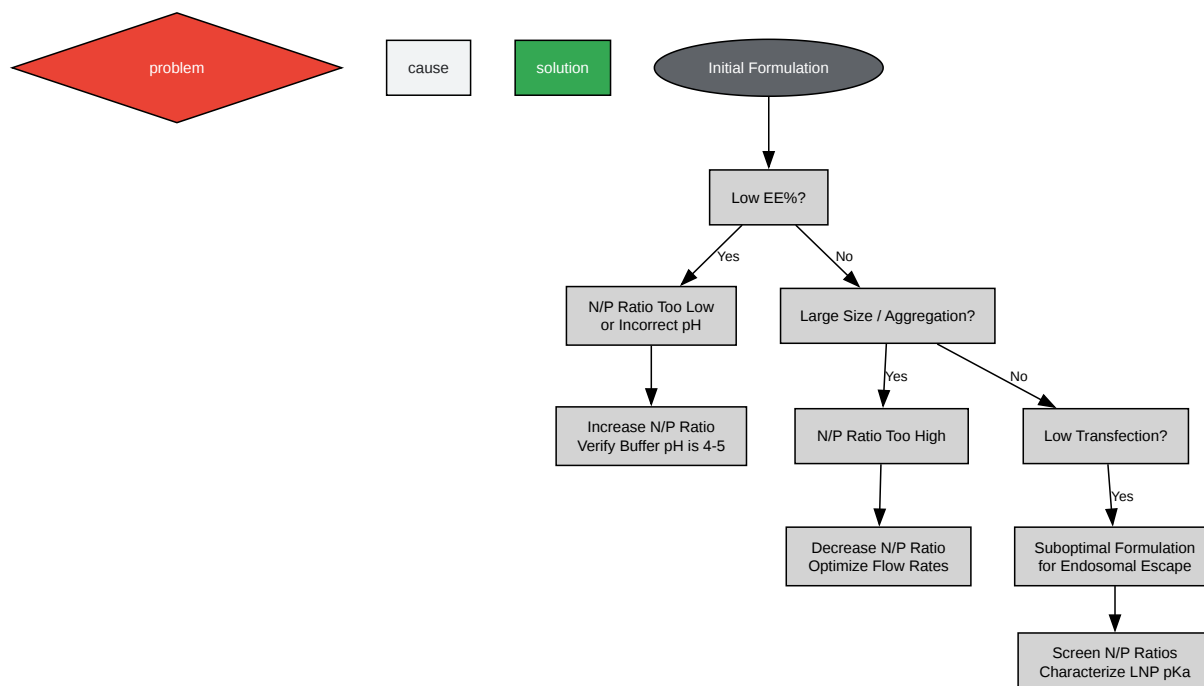 problem
cause
solution
Initial Formulation
Low EE%?
Yes
No
N/P Ratio Too Low
or Incorrect pH
Large Size / Aggregation?
Yes
No
Increase N/P Ratio
Verify Buffer pH is 4-5
N/P Ratio Too High
Low Transfection?
Yes
Decrease N/P Ratio
Optimize Flow Rates
Suboptimal Formulation
for Endosomal Escape
Screen N/P Ratios
Characterize LNP pKa